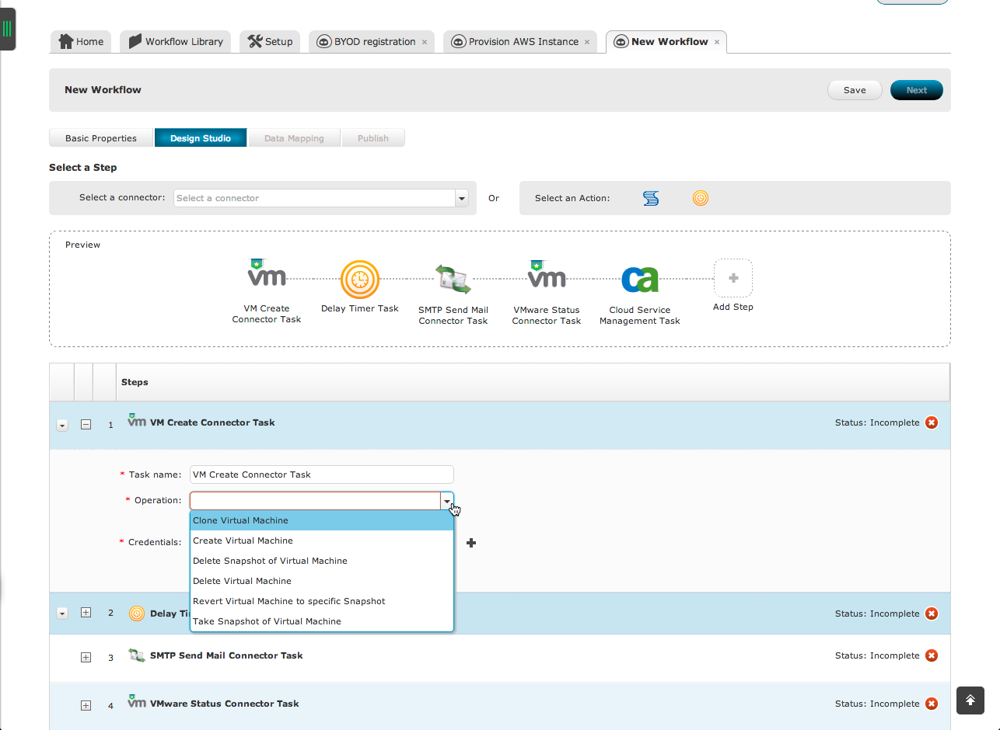 Home Workflow Library Setup BYOD registration × Provision AWS Instance × New Workflow ×
New Workflow Save Next
Basic Properties Design Studio Data Mapping Publish
Select a Step
Select a connector: Select a connector Or Select an Action:
Preview
vm vm ca
VM Create Connector Task
Delay Timer Task
SMTP Send Mail Connector Task
VMware Status Connector Task
Cloud Service Management Task
Add Step
Steps
1 vm VM Create Connector Task Status: Incomplete
* Task name: VM Create Connector Task
* Operation:
Clone Virtual Machine
Create Virtual Machine
* Credentials:
Delete Snapshot of Virtual Machine
Delete Virtual Machine
Revert Virtual Machine to specific Snapshot
Take Snapshot of Virtual Machine
2 Delay Ti Status: Incomplete
3 SMTP Send Mail Connector Task Status: Incomplete
4 vm VMware Status Connector Task Status: Incomplete